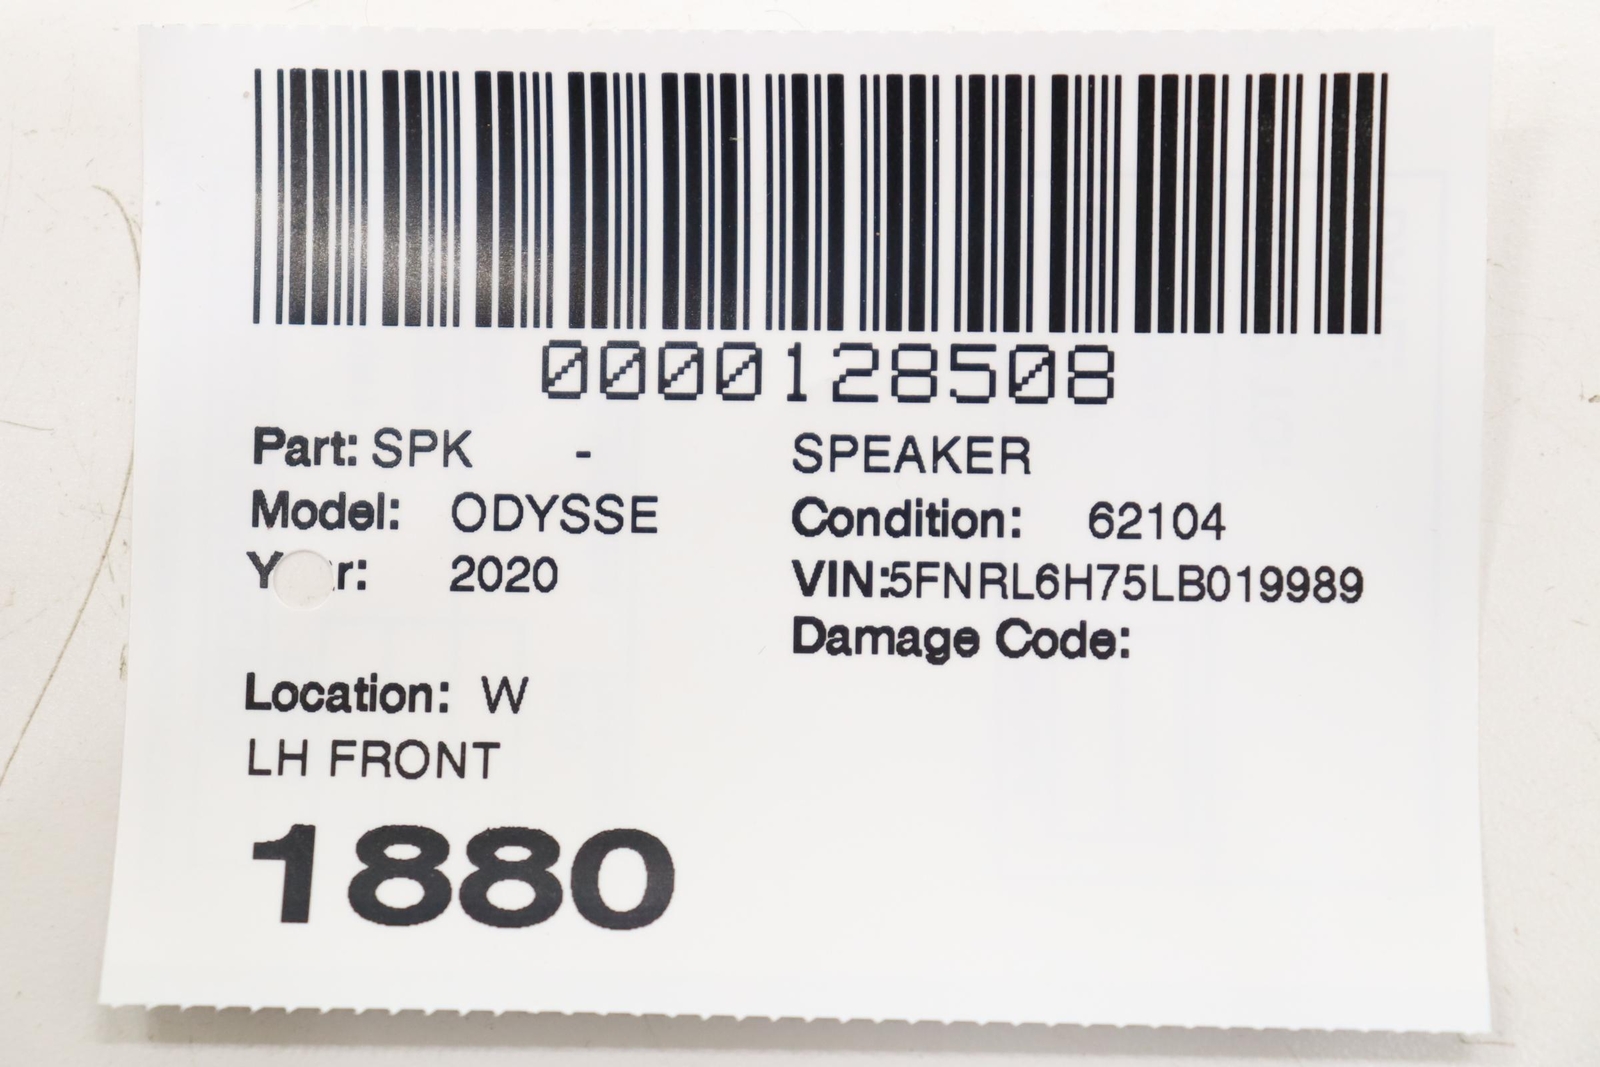 0000128508
Part: SPK - SPEAKER
Model: ODYSSE Condition: 62104
Y r: 2020 VIN:5FNRL6H75LB019989
Damage Code:
Location: W
LH FRONT
1880